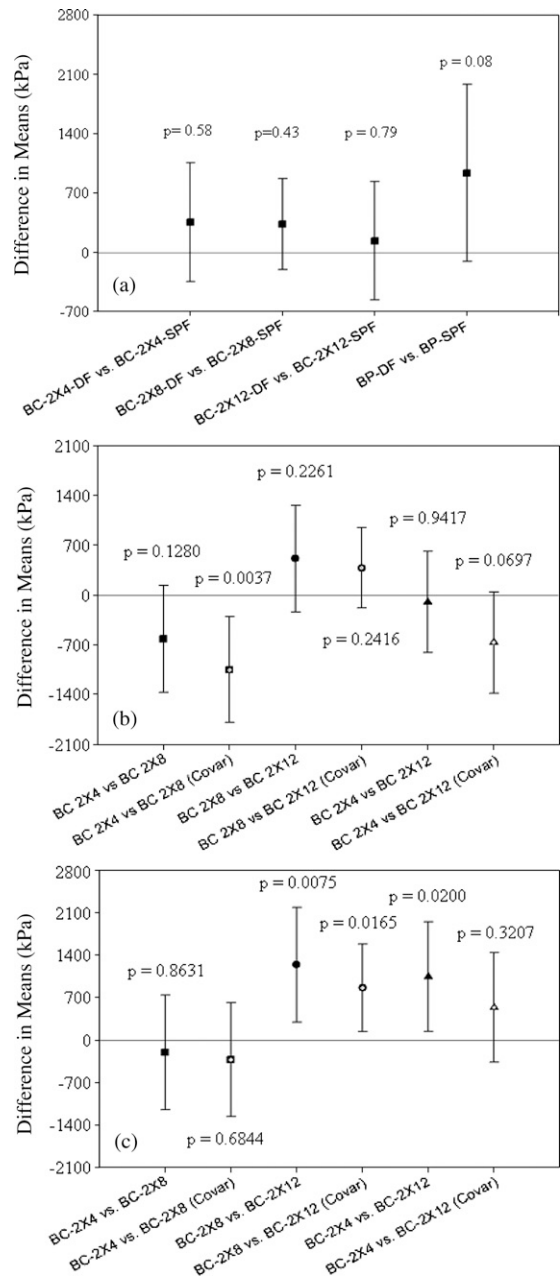 2800
2100
1400
700
0
-700
Difference in Means (kPa)
p= 0.58
p=0.43
p = 0.79
p = 0.08
(a)
BC-2X4-DF vs. BC-2X4-SPF
BC-2X8-DF vs. BC-2X8-SPF
BC-2X12-DF vs. BC-2X12-SPF
BP-DF vs. BP-SPF
2100
1400
700
0
-700
-1400
-2100
Difference in Means (kPa)
p = 0.1280
p = 0.0037
p = 0.2261
p = 0.2416
p = 0.9417
p = 0.0697
(b)
BC 2X4 vs BC 2X8
BC 2X4 vs BC 2X8 (Covar)
BC 2X8 vs BC 2X12
BC 2X8 vs BC 2X12 (Covar)
BC 2X4 vs BC 2X12
BC 2X4 vs BC 2X12 (Covar)
2800
2100
1400
700
0
-700
-1400
-2100
Difference in Means (kPa)
p = 0.8631
p = 0.6844
p = 0.0075
p = 0.0165
p = 0.0200
p = 0.3207
(c)
BC-2X4 vs. BC-2X8
BC-2X4 vs. BC-2X8 (Covar)
BC-2X8 vs. BC-2X12
BC-2X8 vs. BC-2X12 (Covar)
BC-2X4 vs. BC-2X12
BC-2X4 vs. BC-2X12 (Covar)